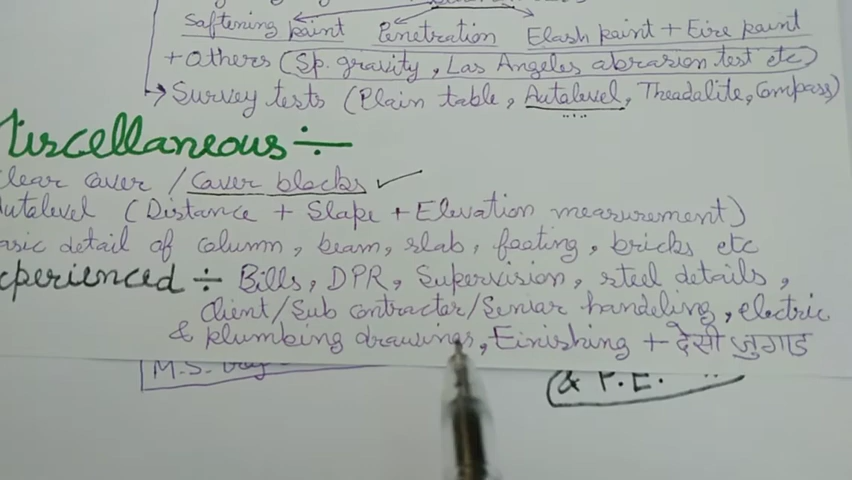 Softening point Penetration Flash point + Fire point
+ Others (Sp. gravity, Los Angeles abrasion test etc)
→ Survey tests (Plain table, Autolevel, Theodalite, Compass)
Miscellaneous ÷
Clear cover / Cover blocks ✓
Autolevel (Distance + Slope + Elevation measurement)
Basic detail of column, beam, slab, footing, bricks etc
Experienced ÷ Bills, DPR, Supervision, steel details,
Client/Sub contractor/Senior handeling, electric
& plumbing drawings, Finishing + देसी जुगाड
M.S.
& P.E.